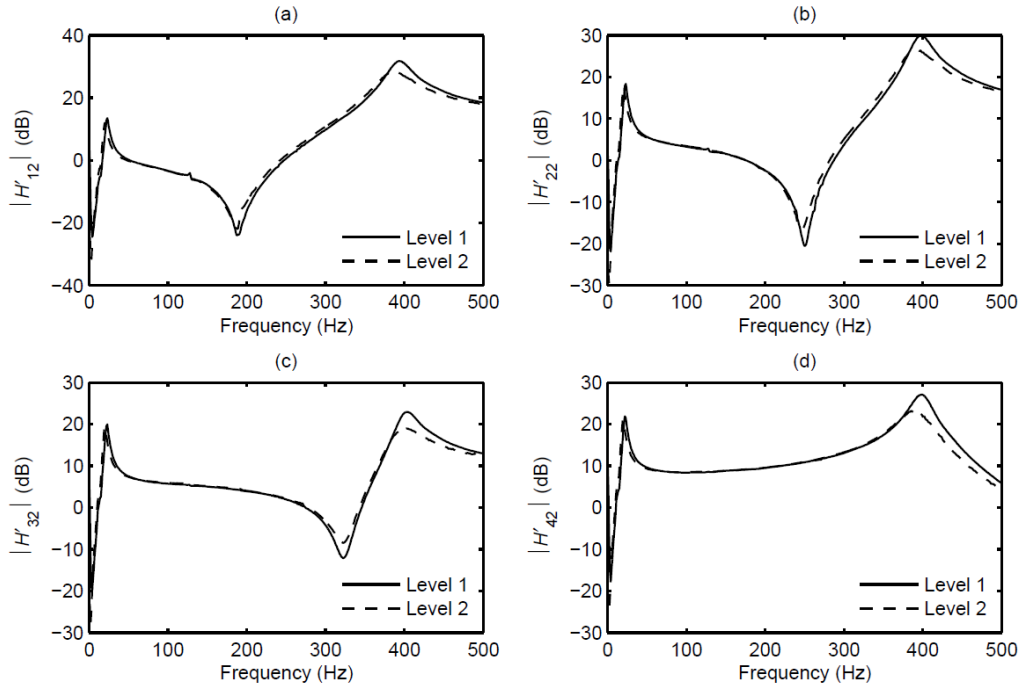 (a)
|H'12| (dB)
40
20
0
−20
−40
0 100 200 300 400 500
Frequency (Hz)
Level 1
Level 2
(b)
|H'22| (dB)
30
20
10
0
−10
−20
−30
0 100 200 300 400 500
Frequency (Hz)
Level 1
Level 2
(c)
|H'32| (dB)
30
20
10
0
−10
−20
−30
0 100 200 300 400 500
Frequency (Hz)
Level 1
Level 2
(d)
|H'42| (dB)
30
20
10
0
−10
−20
−30
0 100 200 300 400 500
Frequency (Hz)
Level 1
Level 2